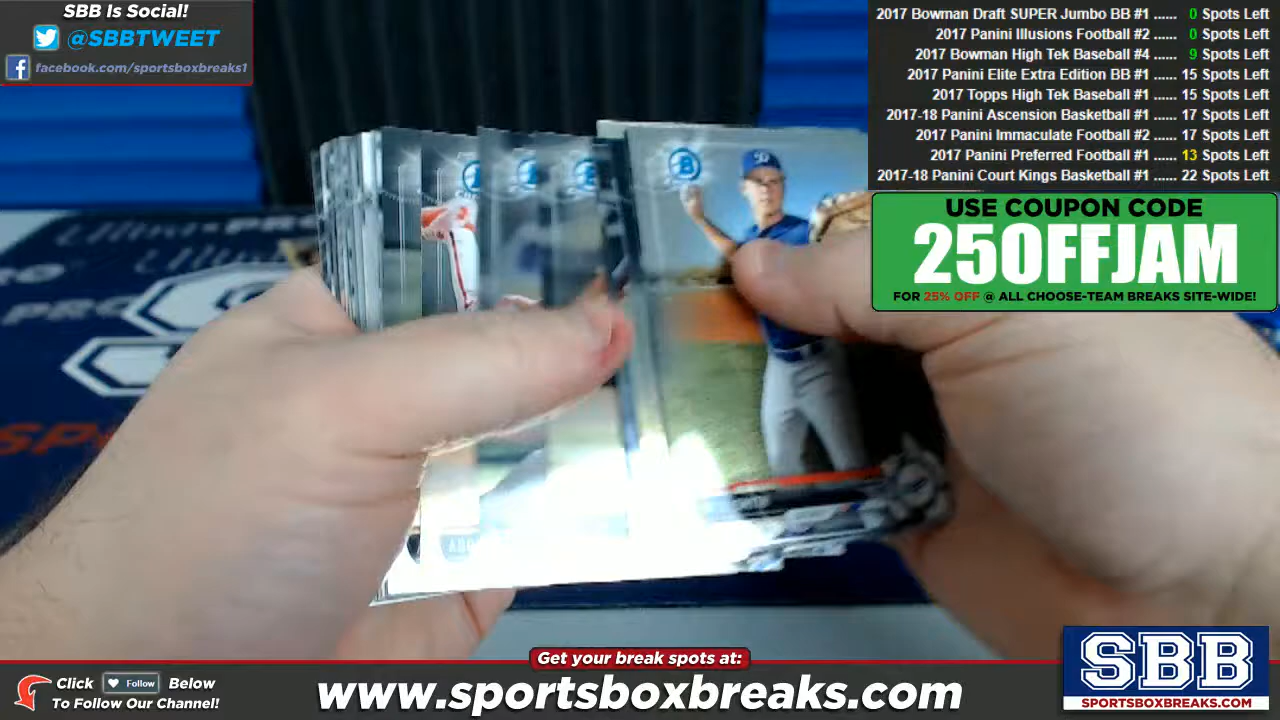 SBB Is Social!
@SBBTWEET
facebook.com/sportsboxbreaks1
2017 Bowman Draft SUPER Jumbo BB #1 ...... 0 Spots Left
2017 Panini Illusions Football #2 ...... 0 Spots Left
2017 Bowman High Tek Baseball #4 ...... 9 Spots Left
2017 Panini Elite Extra Edition BB #1 ...... 15 Spots Left
2017 Topps High Tek Baseball #1 ...... 15 Spots Left
2017-18 Panini Ascension Basketball #1 ...... 17 Spots Left
2017 Panini Immaculate Football #2 ...... 17 Spots Left
2017 Panini Preferred Football #1 ...... 13 Spots Left
2017-18 Panini Court Kings Basketball #1 ...... 22 Spots Left
USE COUPON CODE
25OFFJAM
FOR 25% OFF @ ALL CHOOSE-TEAM BREAKS SITE-WIDE!
B
Get your break spots at:
www.sportsboxbreaks.com
Click Follow Below
To Follow Our Channel!
SBB
SPORTSBOXBREAKS.COM